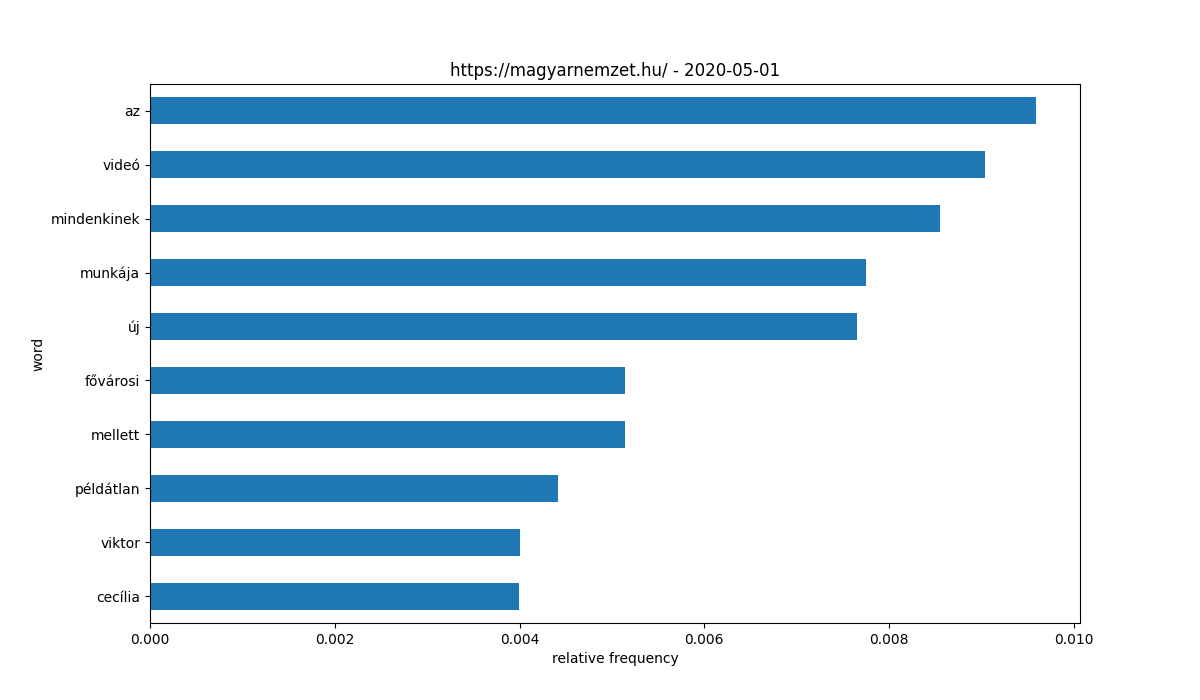 https://magyarnemzet.hu/ - 2020-05-01
az
videó
mindenkinek
munkája
új
fővárosi
mellett
példátlan
viktor
cecília
word
0.000 0.002 0.004 0.006 0.008 0.010
relative frequency